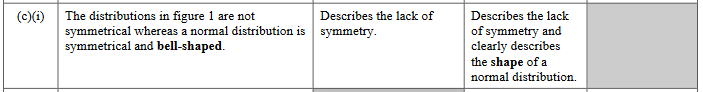 (c)(i)
The distributions in figure 1 are not
symmetrical whereas a normal distribution is
symmetrical and bell-shaped.
Describes the lack of
symmetry.
Describes the lack
of symmetry and
clearly describes
the shape of a
normal distribution.